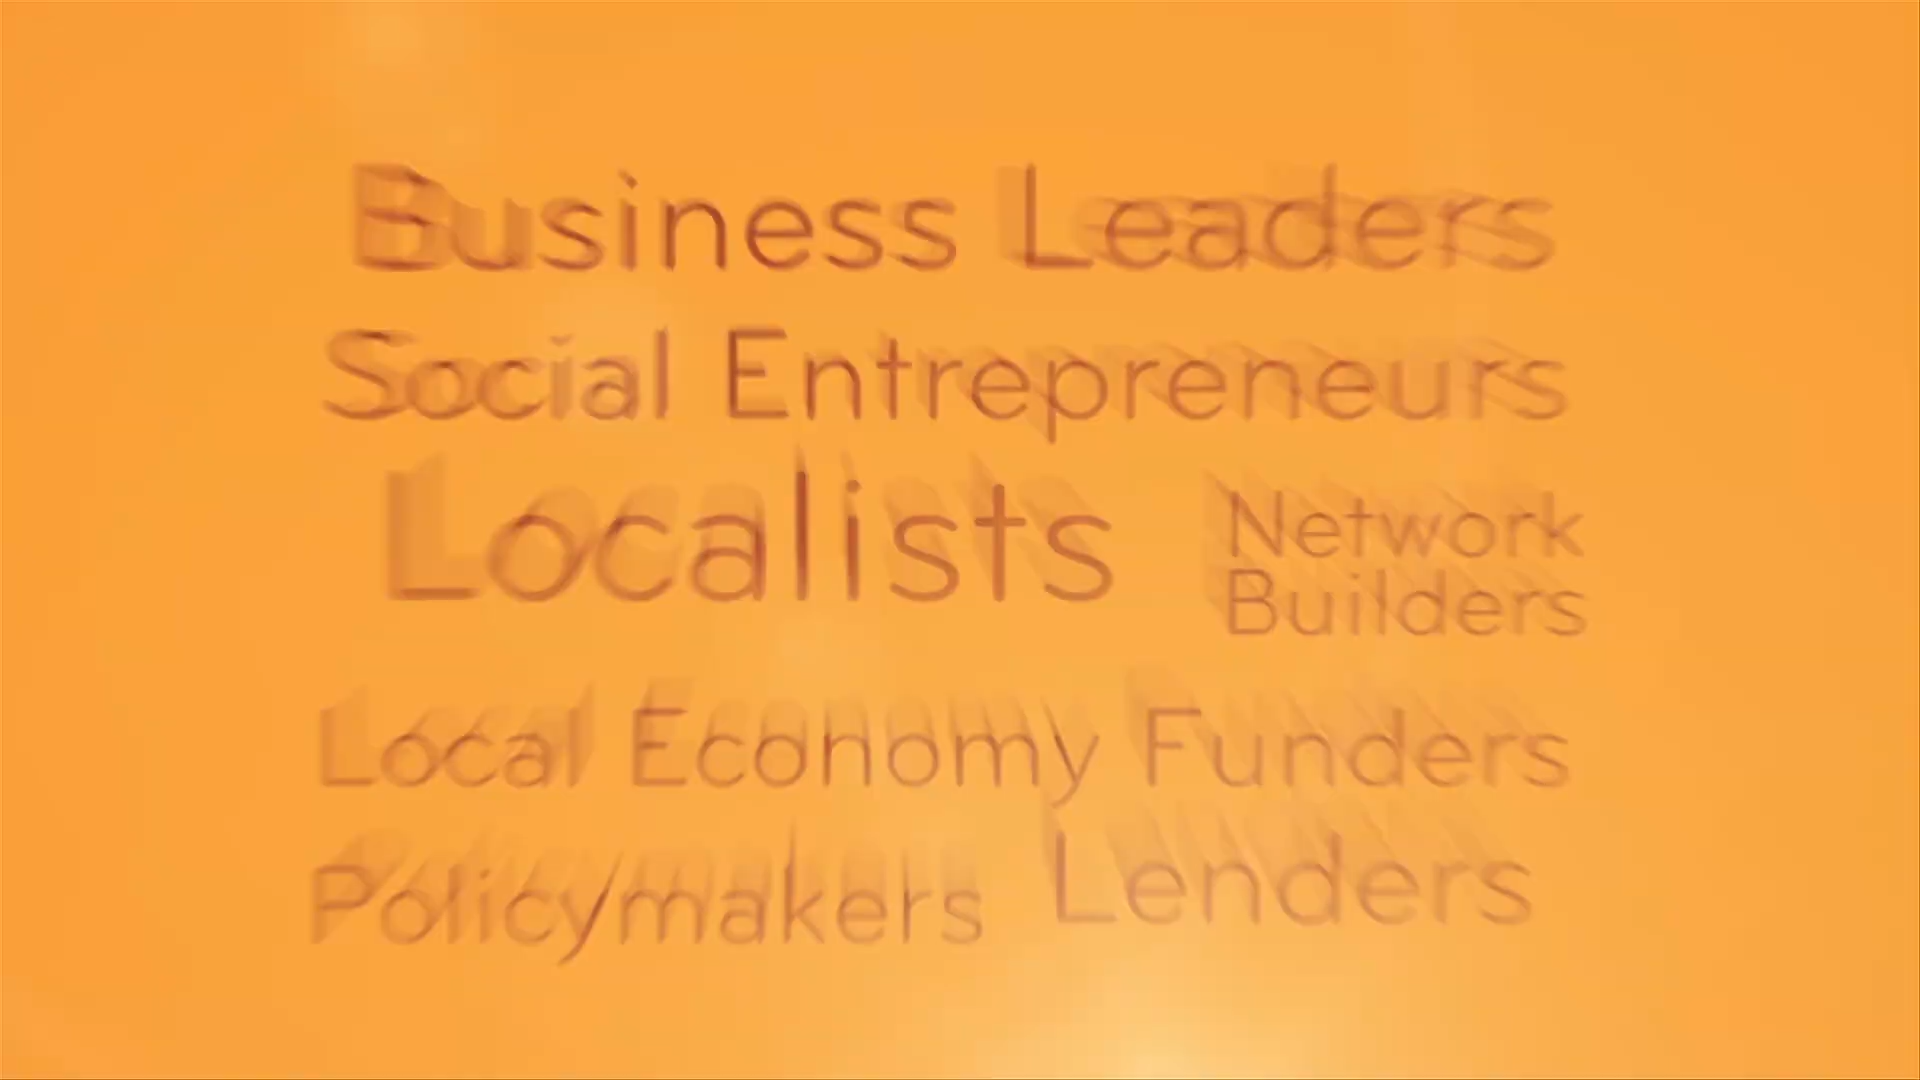 Business Leaders
Social Entrepreneurs
Localists
Network
Builders
Local Economy Funders
Policymakers
Lenders